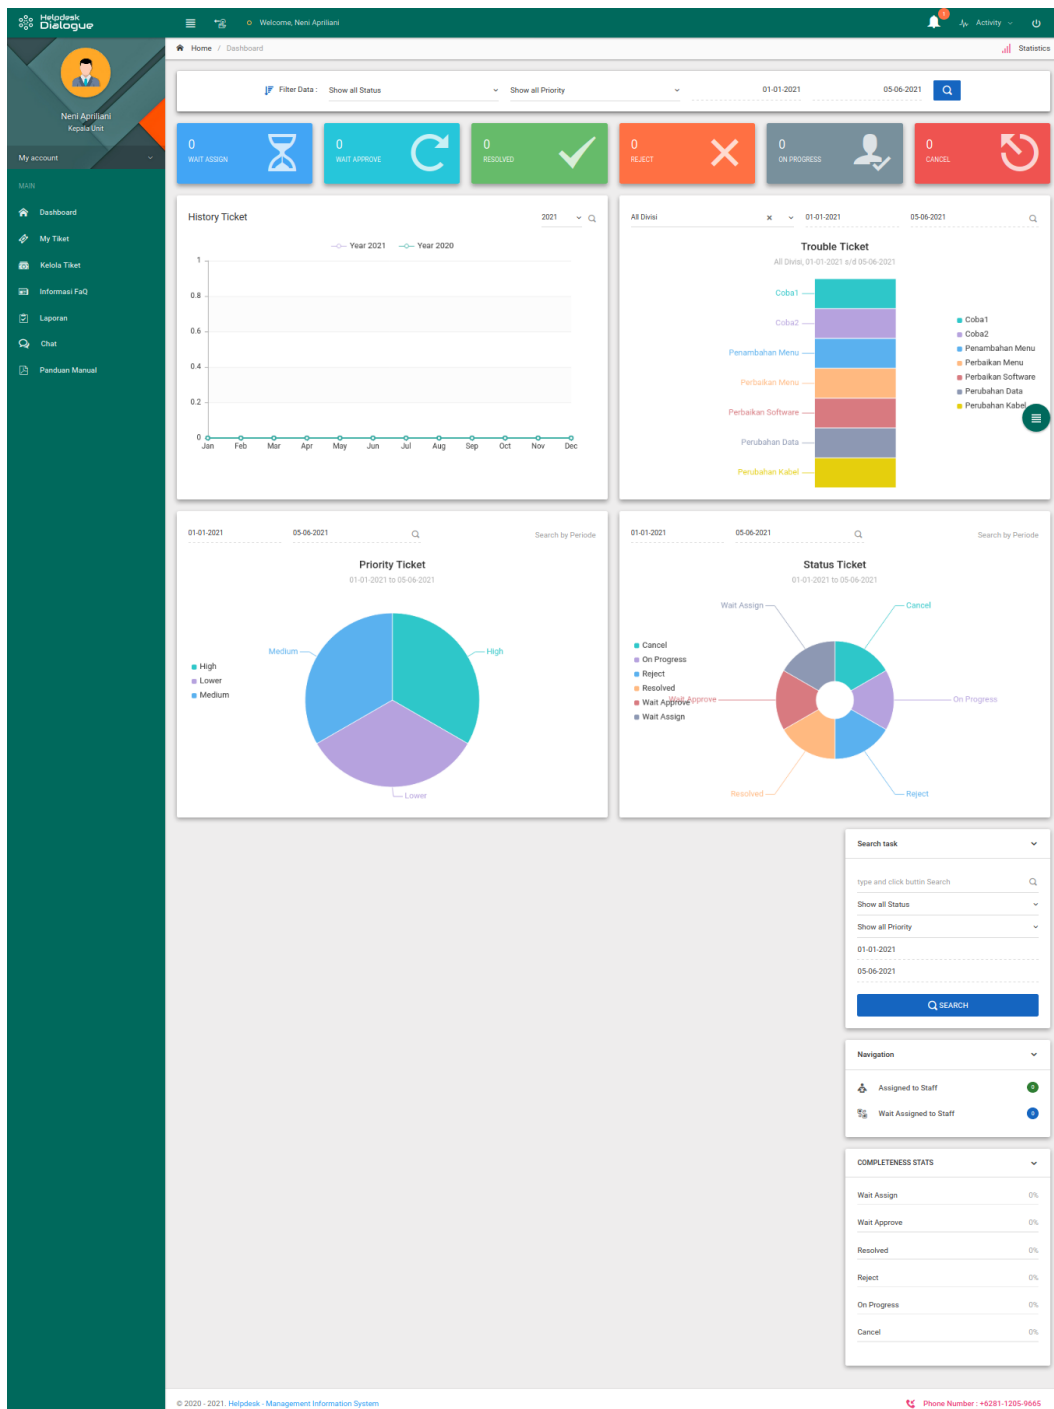 Helpdesk
Dialogue
Welcome, Neni Apriliani
1
Activity
Neni Apriliani
Kepala Unit
My account
MAIN
Dashboard
My Tiket
Kelola Tiket
Informasi FaQ
Laporan
Chat
Panduan Manual
Home / Dashboard
Statistics
Filter Data :
Show all Status
Show all Priority
01-01-2021
05-06-2021
0
WAIT ASSIGN
0
WAIT APPROVE
0
RESOLVED
0
REJECT
0
ON PROGRESS
0
CANCEL
History Ticket
2021
Year 2021
Year 2020
1
0.8
0.6
0.4
0.2
0
Jan Feb Mar Apr May Jun Jul Aug Sep Oct Nov Dec
All Divisi
01-01-2021
05-06-2021
Trouble Ticket
All Divisi, 01-01-2021 s/d 05-06-2021
Coba1
Coba2
Penambahan Menu
Perbaikan Menu
Perbaikan Software
Perubahan Data
Perubahan Kabel
Coba1
Coba2
Penambahan Menu
Perbaikan Menu
Perbaikan Software
Perubahan Data
Perubahan Kabel
01-01-2021
05-06-2021
Search by Periode
Priority Ticket
01-01-2021 to 05-06-2021
High
Lower
Medium
Medium
High
Lower
01-01-2021
05-06-2021
Search by Periode
Status Ticket
01-01-2021 to 05-06-2021
Cancel
On Progress
Reject
Resolved
Wait Approve
Wait Assign
Wait Assign
Cancel
Wait Approve
On Progress
Resolved
Reject
Search task
type and click buttin Search
Show all Status
Show all Priority
01-01-2021
05-06-2021
SEARCH
Navigation
Assigned to Staff
0
Wait Assigned to Staff
0
COMPLETENESS STATS
Wait Assign 0%
Wait Approve 0%
Resolved 0%
Reject 0%
On Progress 0%
Cancel 0%
© 2020 - 2021. Helpdesk - Management Information System
Phone Number : +6281-1205-9665